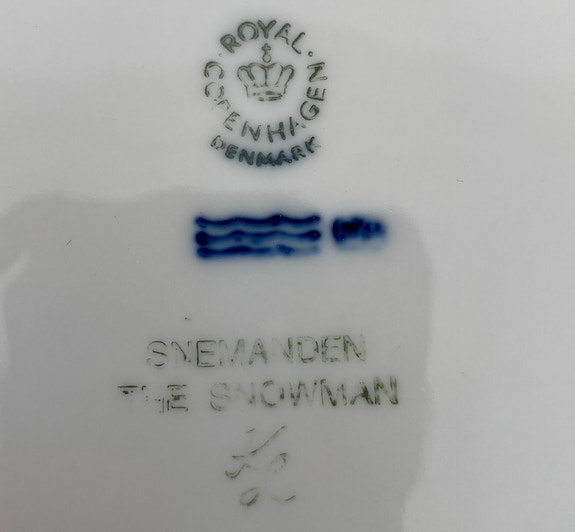 ROYAL
COPENHAGEN
DENMARK
SNEMANDEN
THE SNOWMAN